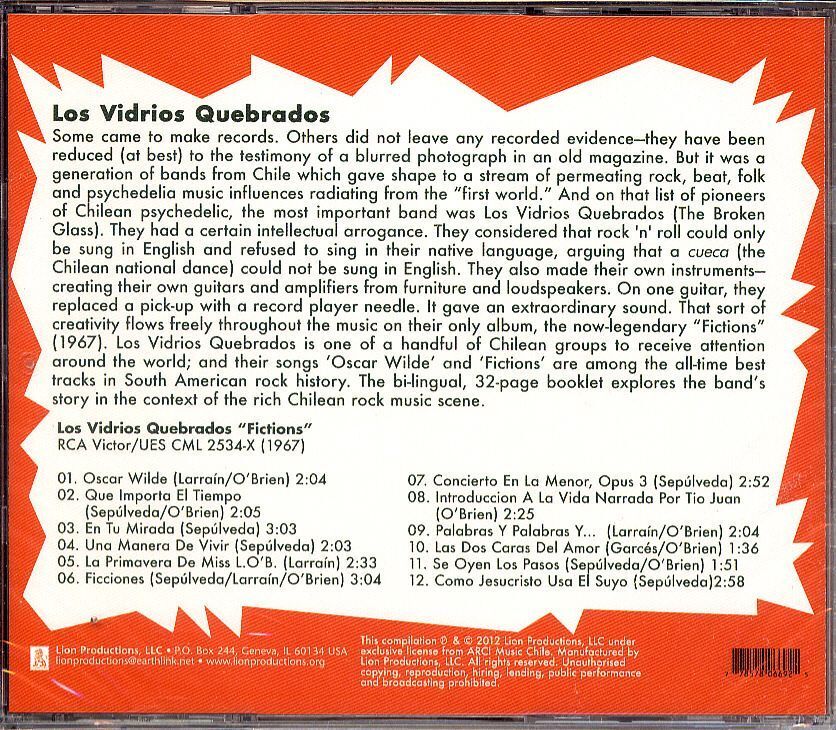 Los Vidrios Quebrados
Some came to make records. Others did not leave any recorded evidence—they have been
reduced (at best) to the testimony of a blurred photograph in an old magazine. But it was a
generation of bands from Chile which gave shape to a stream of permeating rock, beat, folk
and psychedelia music influences radiating from the "first world." And on that list of pioneers
of Chilean psychedelic, the most important band was Los Vidrios Quebrados (The Broken
Glass). They had a certain intellectual arrogance. They considered that rock 'n' roll could only
be sung in English and refused to sing in their native language, arguing that a cueca (the
Chilean national dance) could not be sung in English. They also made their own instruments—
creating their own guitars and amplifiers from furniture and loudspeakers. On one guitar, they
replaced a pick-up with a record player needle. It gave an extraordinary sound. That sort of
creativity flows freely throughout the music on their only album, the now-legendary "Fictions"
(1967). Los Vidrios Quebrados is one of a handful of Chilean groups to receive attention
around the world; and their songs 'Oscar Wilde' and 'Fictions' are among the all-time best
tracks in South American rock history. The bi-lingual, 32-page booklet explores the band's
story in the context of the rich Chilean rock music scene.
Los Vidrios Quebrados "Fictions"
RCA Victor/UES CML 2534-X (1967)
01. Oscar Wilde (Larraín/O'Brien) 2:04
02. Que Importa El Tiempo
(Sepúlveda/O'Brien) 2:05
03. En Tu Mirada (Sepúlveda) 3:03
04. Una Manera De Vivir (Sepúlveda) 2:03
05. La Primavera De Miss L.O'B. (Larraín) 2:33
06. Ficciones (Sepúlveda/Larraín/O'Brien) 3:04
07. Concierto En La Menor, Opus 3 (Sepúlveda) 2:52
08. Introduccion A La Vida Narrada Por Tio Juan
(O'Brien) 2:25
09. Palabras Y Palabras Y... (Larraín/O'Brien) 2:04
10. Las Dos Caras Del Amor (Garcés/O'Brien) 1:36
11. Se Oyen Los Pasos (Sepúlveda/O'Brien) 1:51
12. Como Jesucristo Usa El Suyo (Sepúlveda)2:58
Lion Productions, LLC • P.O. Box 244, Geneva, IL 60134 USA
lionproductions@earthlink.net • www.lionproductions.org
This compilation ℗ & © 2012 Lion Productions, LLC under
exclusive license from ARCI Music Chile. Manufactured by
Lion Productions, LLC. All rights reserved. Unauthorised
copying, reproduction, hiring, lending, public performance
and broadcasting prohibited.
7 78578 06692 5